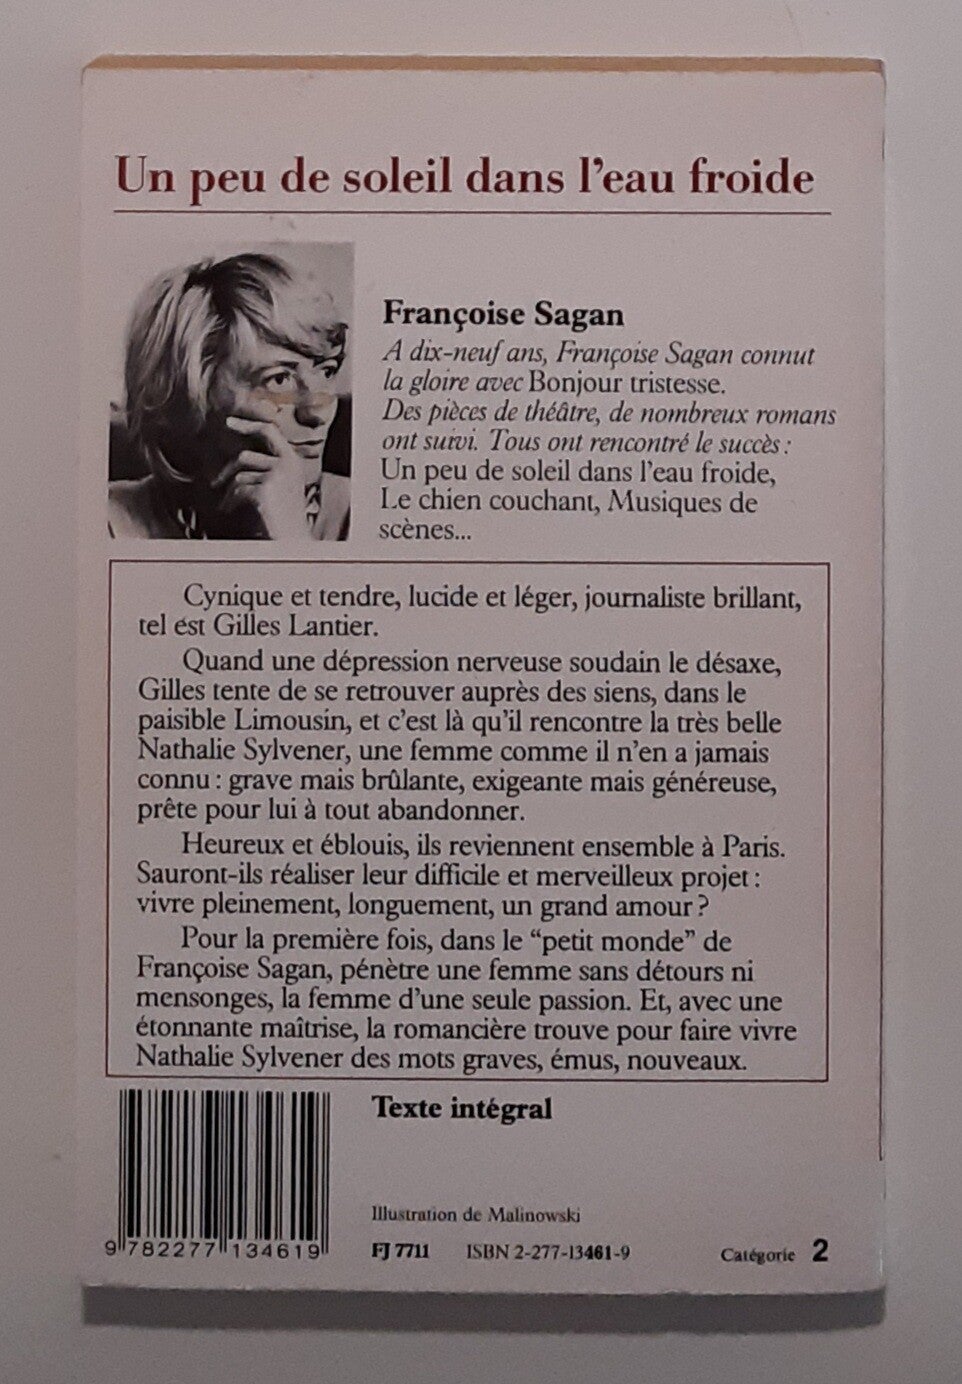 Un peu de soleil dans l'eau froide
Françoise Sagan
A dix-neuf ans, Françoise Sagan connut
la gloire avec Bonjour tristesse.
Des pièces de théâtre, de nombreux romans
ont suivi. Tous ont rencontré le succès :
Un peu de soleil dans l'eau froide,
Le chien couchant, Musiques de
scènes...
Cynique et tendre, lucide et léger, journaliste brillant,
tel est Gilles Lantier.
Quand une dépression nerveuse soudain le désaxe,
Gilles tente de se retrouver auprès des siens, dans le
paisible Limousin, et c'est là qu'il rencontre la très belle
Nathalie Sylvener, une femme comme il n'en a jamais
connu : grave mais brûlante, exigeante mais généreuse,
prête pour lui à tout abandonner.
Heureux et éblouis, ils reviennent ensemble à Paris.
Sauront-ils réaliser leur difficile et merveilleux projet :
vivre pleinement, longuement, un grand amour ?
Pour la première fois, dans le "petit monde" de
Françoise Sagan, pénètre une femme sans détours ni
mensonges, la femme d'une seule passion. Et, avec une
étonnante maîtrise, la romancière trouve pour faire vivre
Nathalie Sylvener des mots graves, émus, nouveaux.
Texte intégral
Illustration de Malinowski
FJ 7711 ISBN 2-277-13461-9 Catégorie 2
9 782277 134619